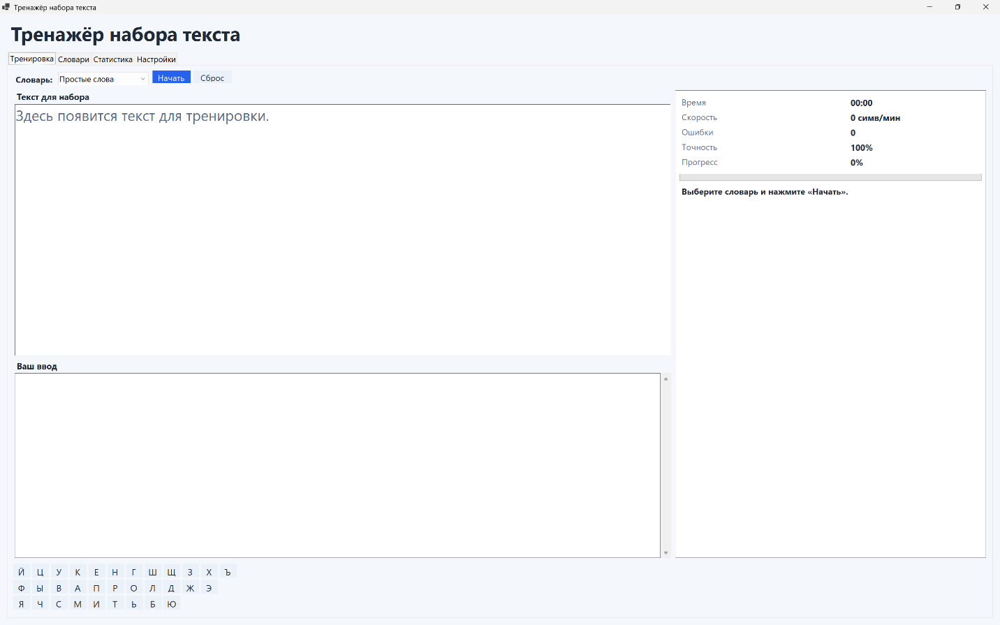 Тренажёр набора текста
Тренажёр набора текста
Тренировка Словари Статистика Настройки
Словарь: Простые слова Начать Сброс
Текст для набора
Здесь появится текст для тренировки.
Время 00:00
Скорость 0 симв/мин
Ошибки 0
Точность 100%
Прогресс 0%
Выберите словарь и нажмите «Начать».
Ваш ввод
Й Ц У К Е Н Г Ш Щ З Х Ъ
Ф Ы В А П Р О Л Д Ж Э
Я Ч С М И Т Ь Б Ю